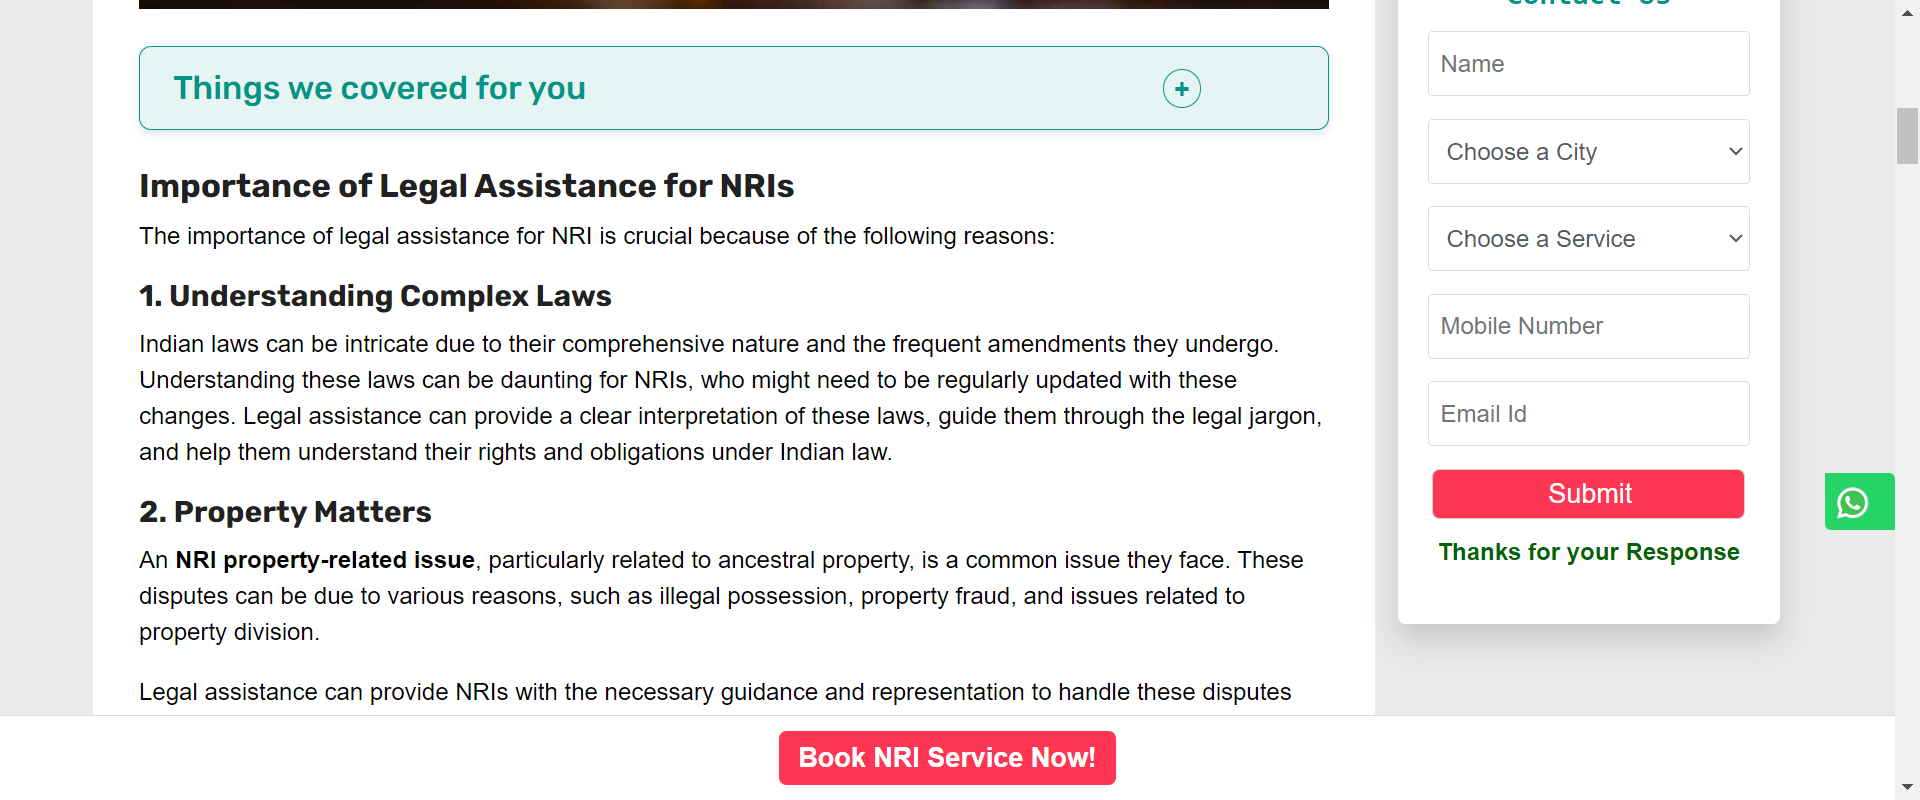 Things we covered for you
+
Importance of Legal Assistance for NRIs
The importance of legal assistance for NRI is crucial because of the following reasons:
1. Understanding Complex Laws
Indian laws can be intricate due to their comprehensive nature and the frequent amendments they undergo.
Understanding these laws can be daunting for NRIs, who might need to be regularly updated with these
changes. Legal assistance can provide a clear interpretation of these laws, guide them through the legal jargon,
and help them understand their rights and obligations under Indian law.
2. Property Matters
An NRI property-related issue, particularly related to ancestral property, is a common issue they face. These
disputes can be due to various reasons, such as illegal possession, property fraud, and issues related to
property division.
Legal assistance can provide NRIs with the necessary guidance and representation to handle these disputes
Contact Us
Name
Choose a City
Choose a Service
Mobile Number
Email Id
Submit
Thanks for your Response
Book NRI Service Now!